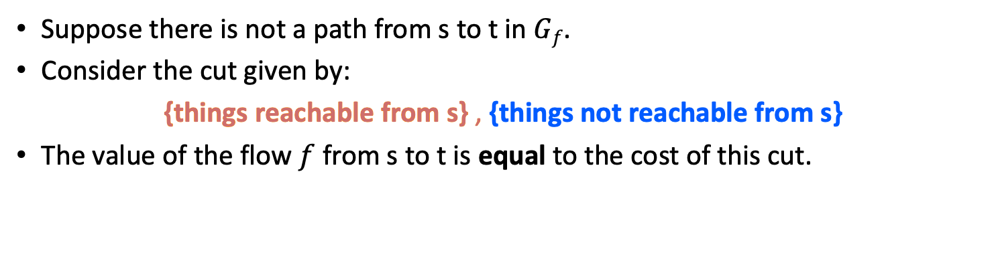 • Suppose there is not a path from s to t in $G_f$.
• Consider the cut given by:
{things reachable from s} , {things not reachable from s}
• The value of the flow $f$ from s to t is equal to the cost of this cut.